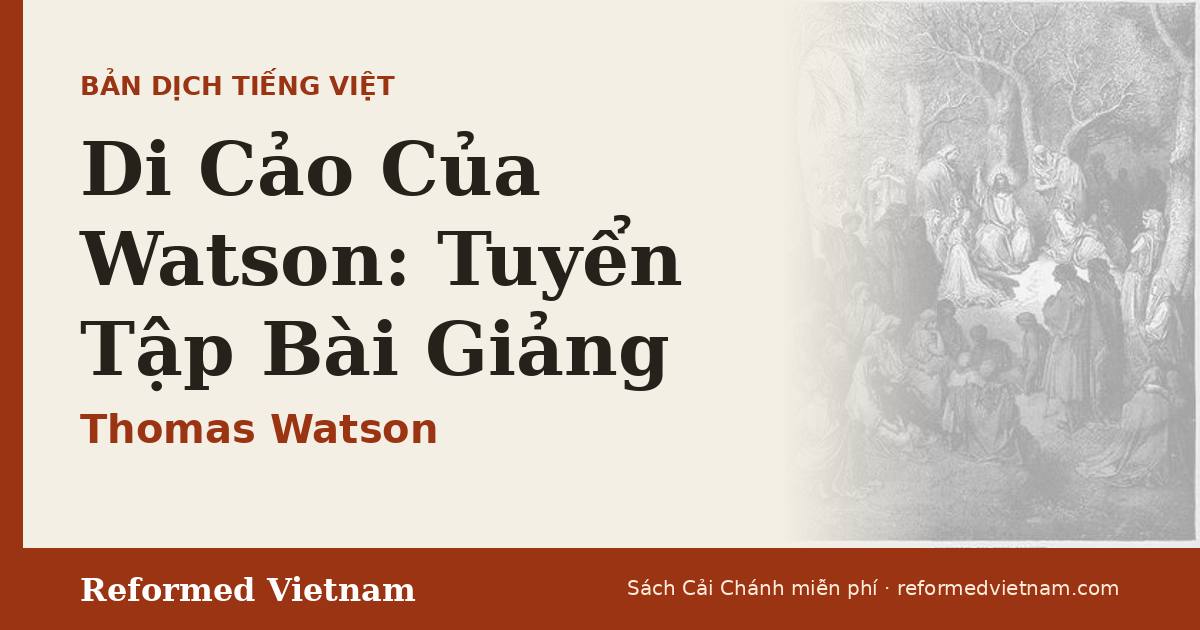 BẢN DỊCH TIẾNG VIỆT
Di Cảo Của
Watson: Tuyển
Tập Bài Giảng
Thomas Watson
Reformed Vietnam
Sách Cải Chánh miễn phí · reformedvietnam.com